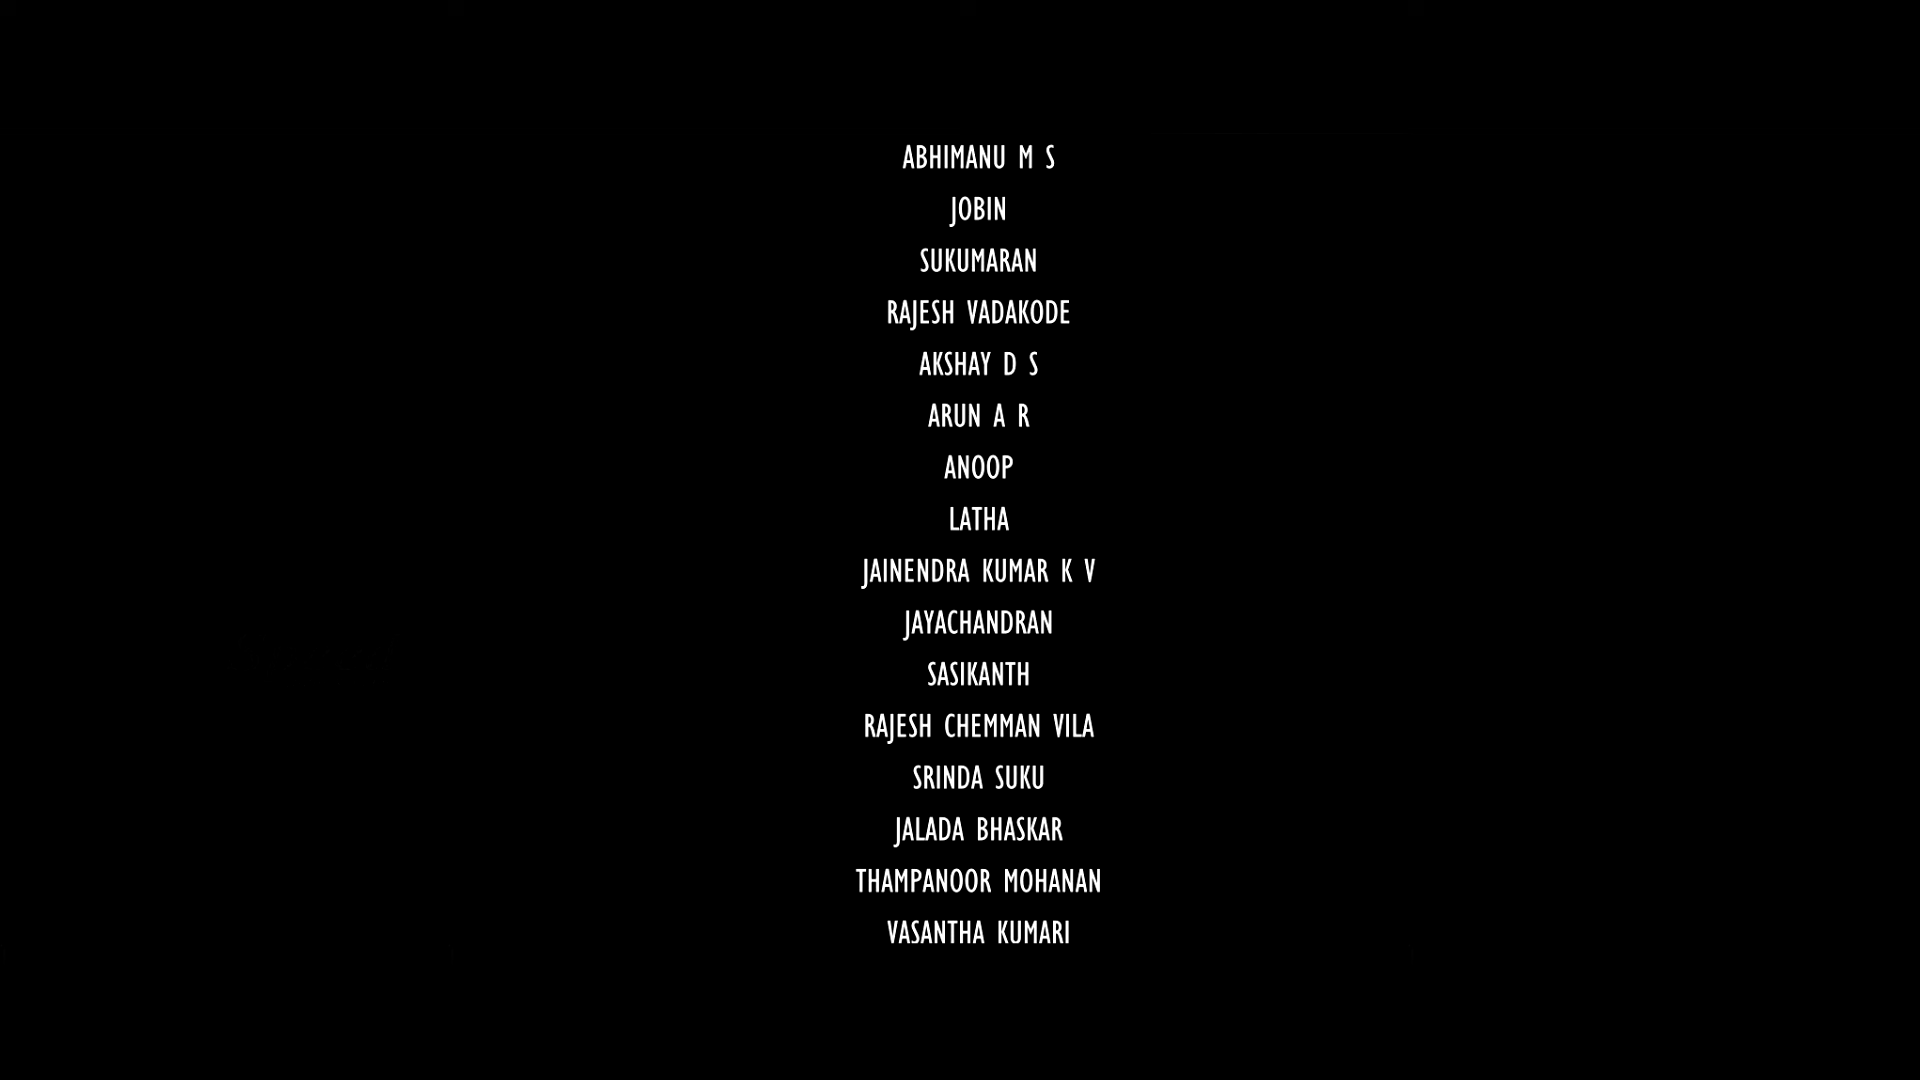 ABHIMANU M S
JOBIN
SUKUMARAN
RAJESH VADAKODE
AKSHAY D S
ARUN A R
ANOOP
LATHA
JAINENDRA KUMAR K V
JAYACHANDRAN
SASIKANTH
RAJESH CHEMMAN VILA
SRINDA SUKU
JALADA BHASKAR
THAMPANOOR MOHANAN
VASANTHA KUMARI